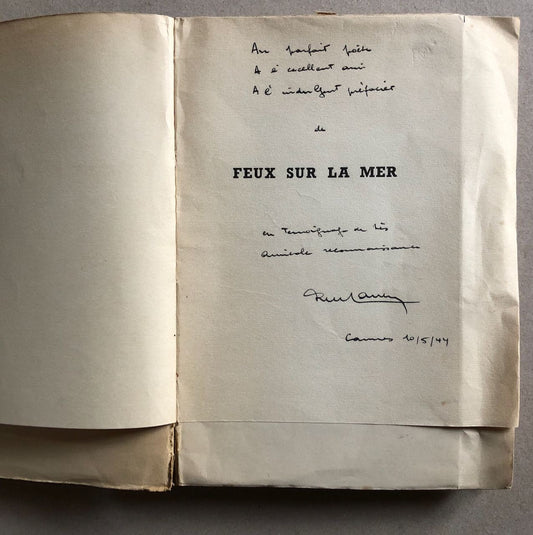 Au parfait poète
A l'excellent ami
A l'indulgent préfacier
de
FEUX SUR LA MER
en témoignage de très
amicale reconnaissance
Cannes 10/5/44